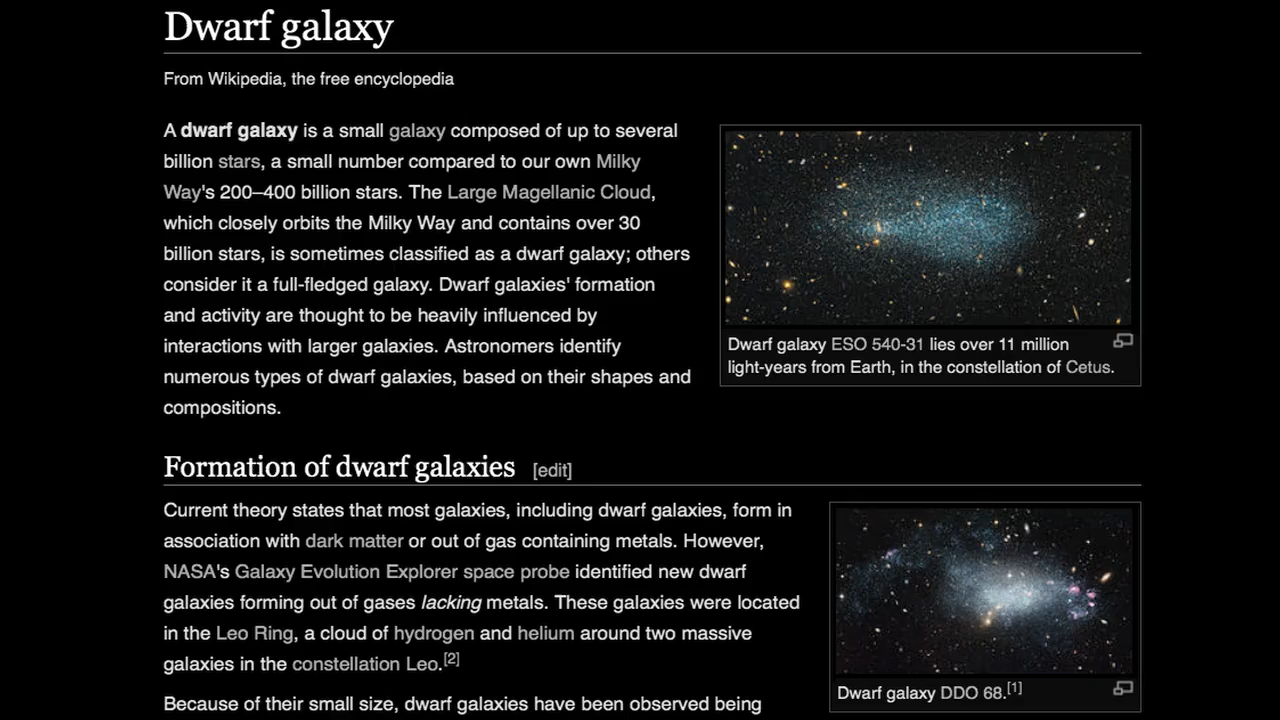 Dwarf galaxy
From Wikipedia, the free encyclopedia
A dwarf galaxy is a small galaxy composed of up to several
billion stars, a small number compared to our own Milky
Way's 200–400 billion stars. The Large Magellanic Cloud,
which closely orbits the Milky Way and contains over 30
billion stars, is sometimes classified as a dwarf galaxy; others
consider it a full-fledged galaxy. Dwarf galaxies' formation
and activity are thought to be heavily influenced by
interactions with larger galaxies. Astronomers identify
numerous types of dwarf galaxies, based on their shapes and
compositions.
Dwarf galaxy ESO 540-31 lies over 11 million
light-years from Earth, in the constellation of Cetus.
Formation of dwarf galaxies [edit]
Current theory states that most galaxies, including dwarf galaxies, form in
association with dark matter or out of gas containing metals. However,
NASA's Galaxy Evolution Explorer space probe identified new dwarf
galaxies forming out of gases lacking metals. These galaxies were located
in the Leo Ring, a cloud of hydrogen and helium around two massive
galaxies in the constellation Leo.[2]
Because of their small size, dwarf galaxies have been observed being
Dwarf galaxy DDO 68.[1]